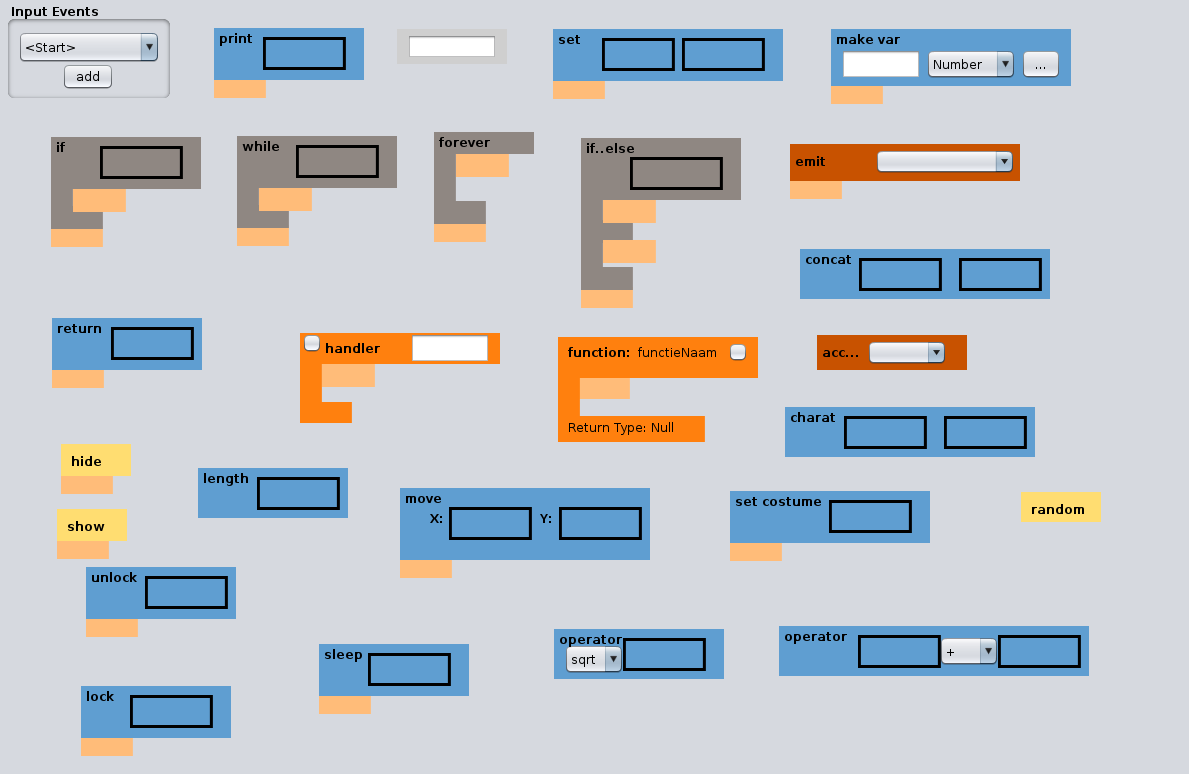 Input Events
<Start>
add
print
set
make var
Number
...
if
while
forever
if..else
emit
concat
return
handler
function: functieNaam
Return Type: Null
acc...
charat
hide
length
move
X:
Y:
set costume
random
show
unlock
sleep
operator
sqrt
operator
+
lock